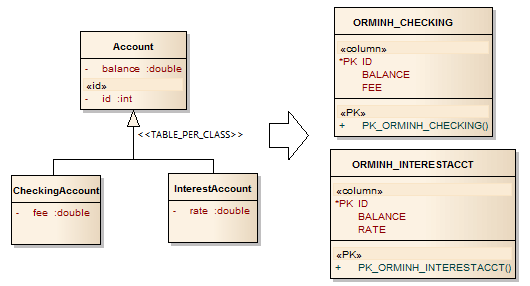 Account
- balance :double
«id»
- id :int
<<TABLE_PER_CLASS>>
CheckingAccount
- fee :double
InterestAccount
- rate :double
ORMINH_CHECKING
«column»
*PK ID
BALANCE
FEE
«PK»
+ PK_ORMINH_CHECKING()
ORMINH_INTERESTACCT
«column»
*PK ID
BALANCE
RATE
«PK»
+ PK_ORMINH_INTERESTACCT()